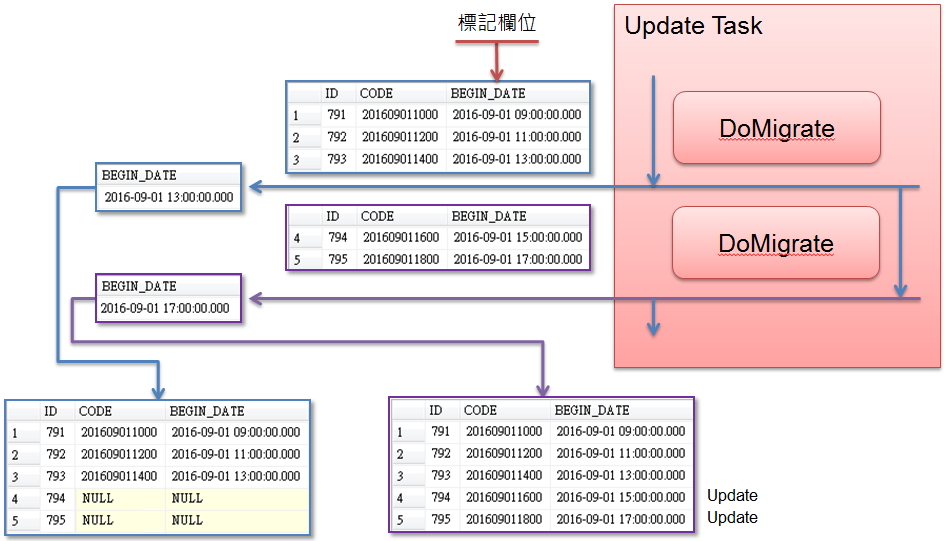 標記欄位
Update Task
ID CODE BEGIN_DATE
1 791 201609011000 2016-09-01 09:00:00.000
2 792 201609011200 2016-09-01 11:00:00.000
3 793 201609011400 2016-09-01 13:00:00.000
DoMigrate
BEGIN_DATE
2016-09-01 13:00:00.000
ID CODE BEGIN_DATE
4 794 201609011600 2016-09-01 15:00:00.000
5 795 201609011800 2016-09-01 17:00:00.000
DoMigrate
BEGIN_DATE
2016-09-01 17:00:00.000
ID CODE BEGIN_DATE
1 791 201609011000 2016-09-01 09:00:00.000
2 792 201609011200 2016-09-01 11:00:00.000
3 793 201609011400 2016-09-01 13:00:00.000
4 794 NULL NULL
5 795 NULL NULL
ID CODE BEGIN_DATE
1 791 201609011000 2016-09-01 09:00:00.000
2 792 201609011200 2016-09-01 11:00:00.000
3 793 201609011400 2016-09-01 13:00:00.000
4 794 201609011600 2016-09-01 15:00:00.000 Update
5 795 201609011800 2016-09-01 17:00:00.000 Update